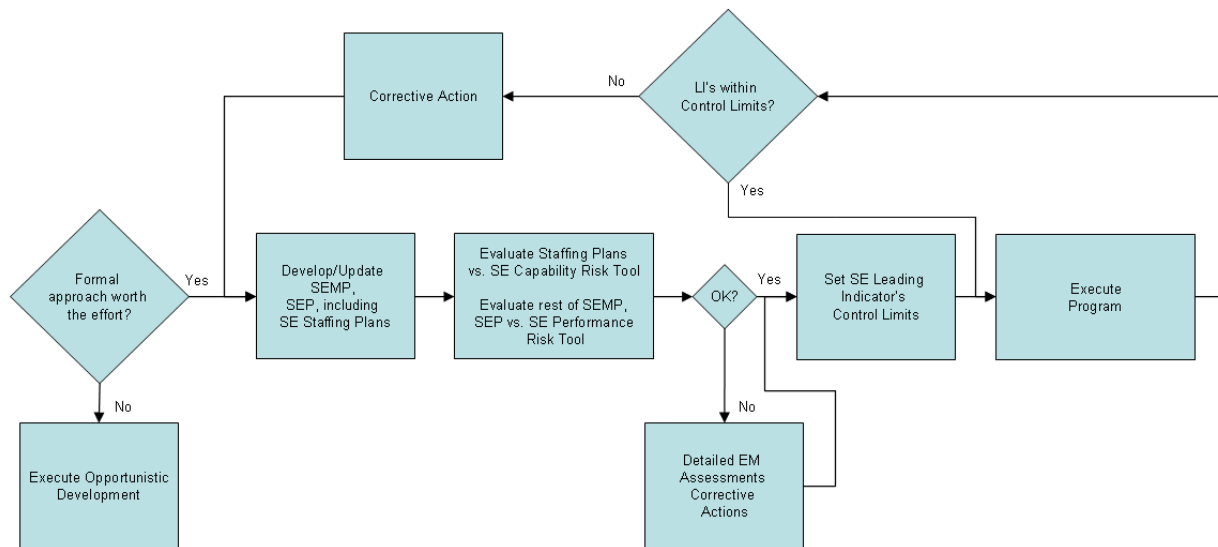 No
Corrective Action
LI's within
Control Limits?
Yes
Formal
approach worth
the effort?
Yes
Develop/Update
SEMP,
SEP, including
SE Staffing Plans
Evaluate Staffing Plans
vs. SE Capability Risk Tool
Evaluate rest of SEMP,
SEP vs. SE Performance
Risk Tool
OK?
Yes
Set SE Leading
Indicator's
Control Limits
Execute
Program
No
No
Execute Opportunistic
Development
Detailed EM
Assessments
Corrective
Actions